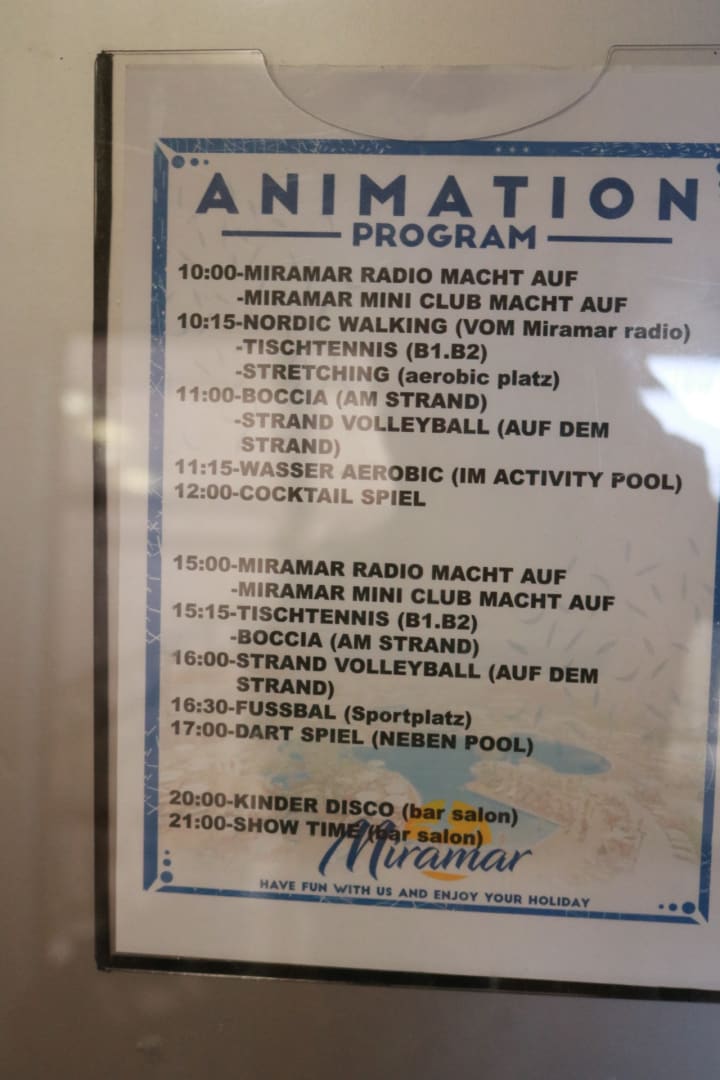 ANIMATION
PROGRAM
10:00-MIRAMAR RADIO MACHT AUF
-MIRAMAR MINI CLUB MACHT AUF
10:15-NORDIC WALKING (VOM Miramar radio)
-TISCHTENNIS (B1.B2)
-STRETCHING (aerobic platz)
11:00-BOCCIA (AM STRAND)
-STRAND VOLLEYBALL (AUF DEM
STRAND)
11:15-WASSER AEROBIC (IM ACTIVITY POOL)
12:00-COCKTAIL SPIEL
15:00-MIRAMAR RADIO MACHT AUF
-MIRAMAR MINI CLUB MACHT AUF
15:15-TISCHTENNIS (B1.B2)
-BOCCIA (AM STRAND)
16:00-STRAND VOLLEYBALL (AUF DEM
STRAND)
16:30-FUSSBAL (Sportplatz)
17:00-DART SPIEL (NEBEN POOL)
20:00-KINDER DISCO (bar salon)
21:00-SHOW TIME (bar salon)
Miramar
HAVE FUN WITH US AND ENJOY YOUR HOLIDAY